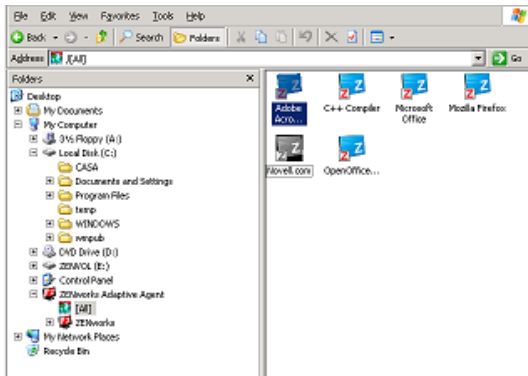 File Edit View Favorites Tools Help
Back Search Folders
Address \[All] Go
Folders
Desktop
My Documents
My Computer
3½ Floppy (A:)
Local Disk (C:)
CASA
Documents and Settings
Program Files
temp
WINDOWS
wmpub
DVD Drive (D:)
ZENVOL (E:)
Control Panel
ZENworks Adaptive Agent
[All]
ZENworks
My Network Places
Recycle Bin
Adobe Acro...
C++ Compiler
Microsoft Office
Mozilla Firefox
Novell.com
OpenOffice...